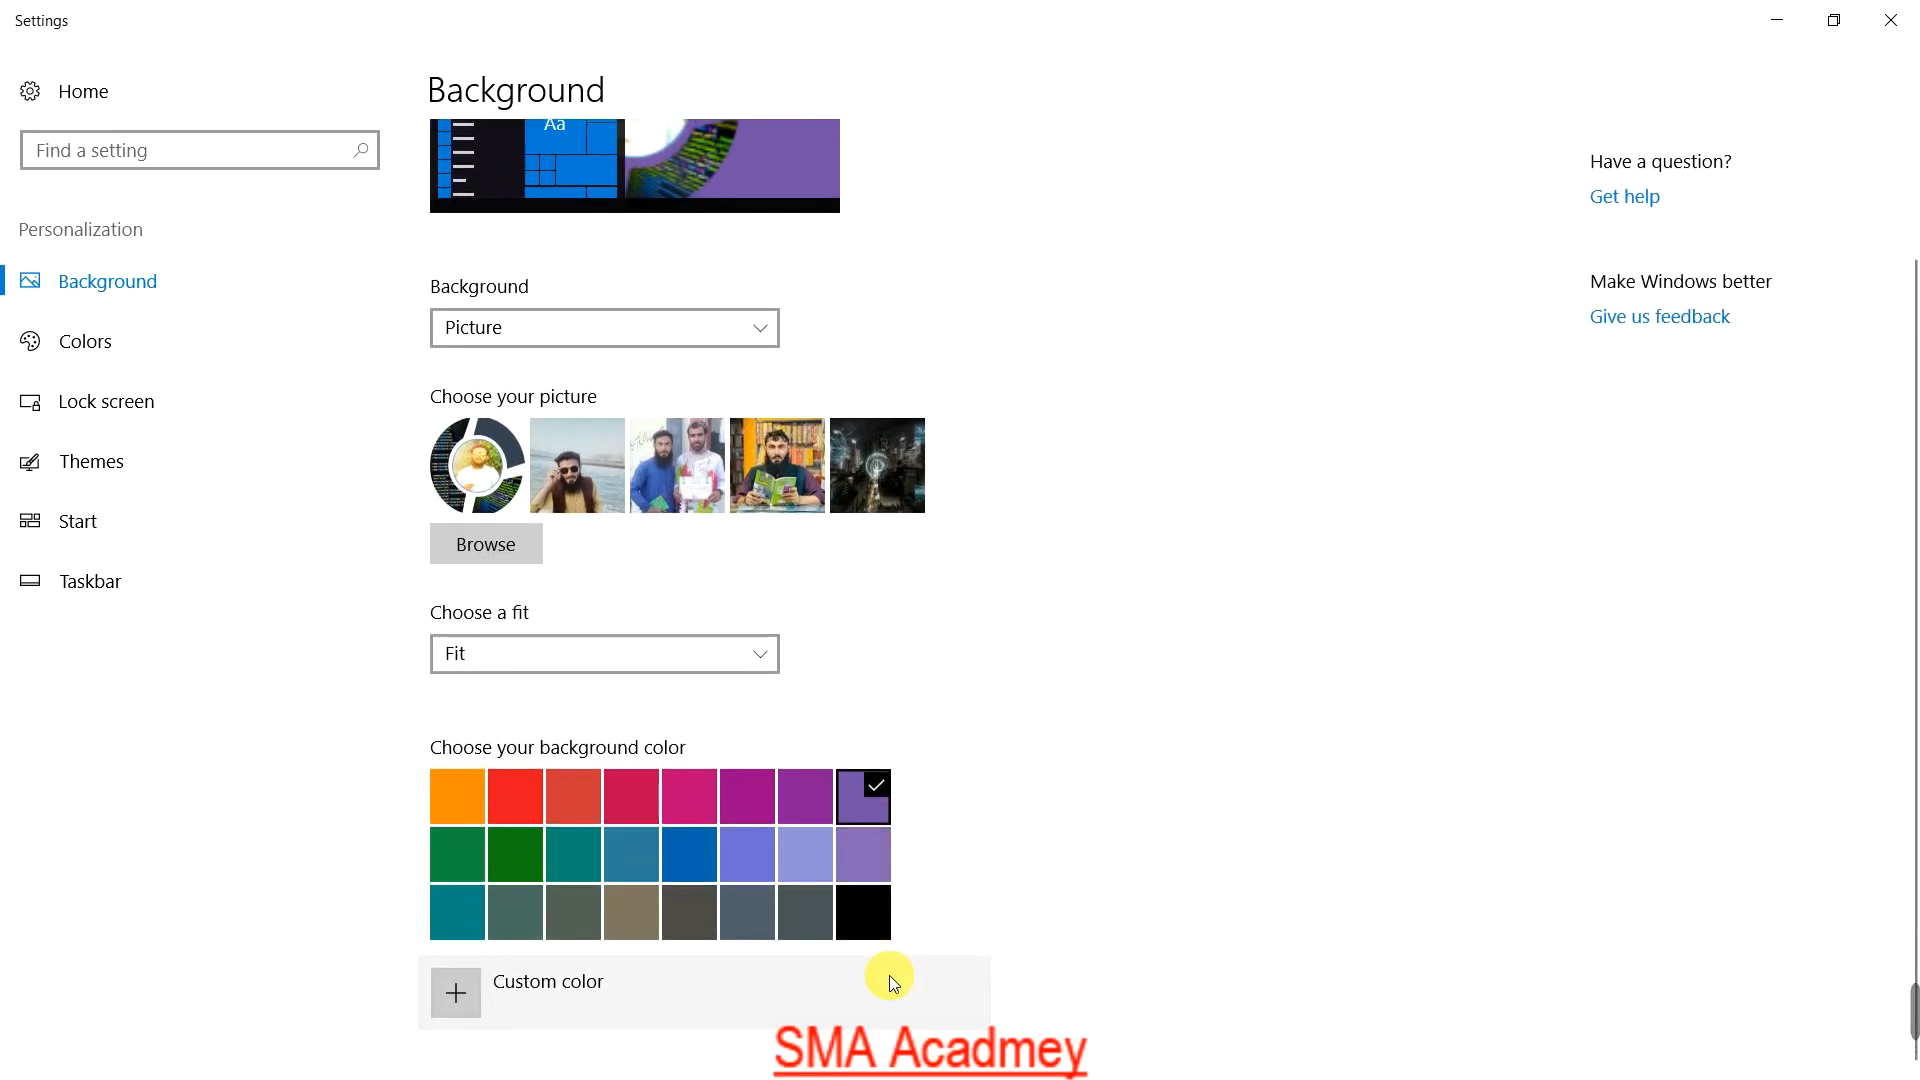 Settings
Home
Find a setting
Personalization
Background
Colors
Lock screen
Themes
Start
Taskbar
Background
Aa
Background
Picture
Choose your picture
Browse
Choose a fit
Fit
Choose your background color
Custom color
Have a question?
Get help
Make Windows better
Give us feedback
SMA Acadmey